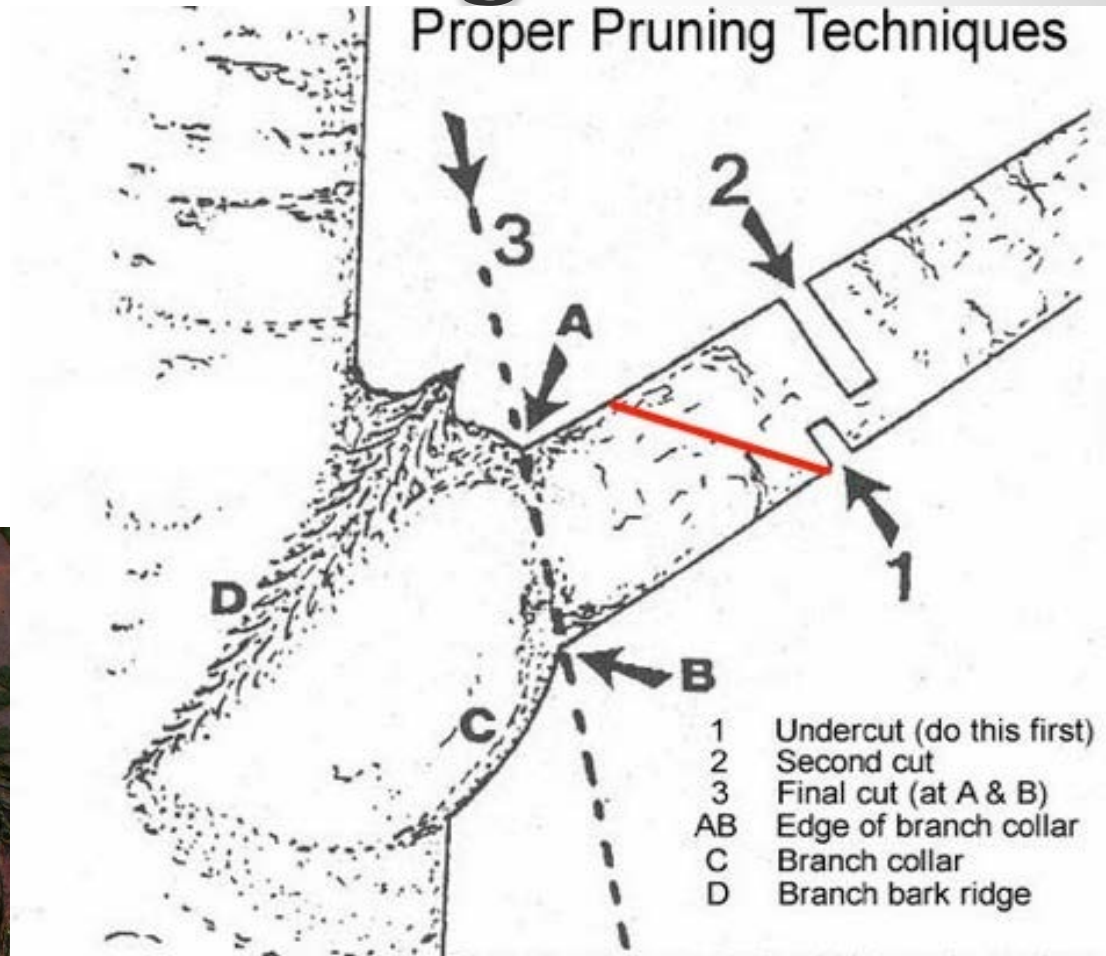 Proper Pruning Techniques
2
3
A
1
D
B
C
1 Undercut (do this first)
2 Second cut
3 Final cut (at A & B)
AB Edge of branch collar
C Branch collar
D Branch bark ridge